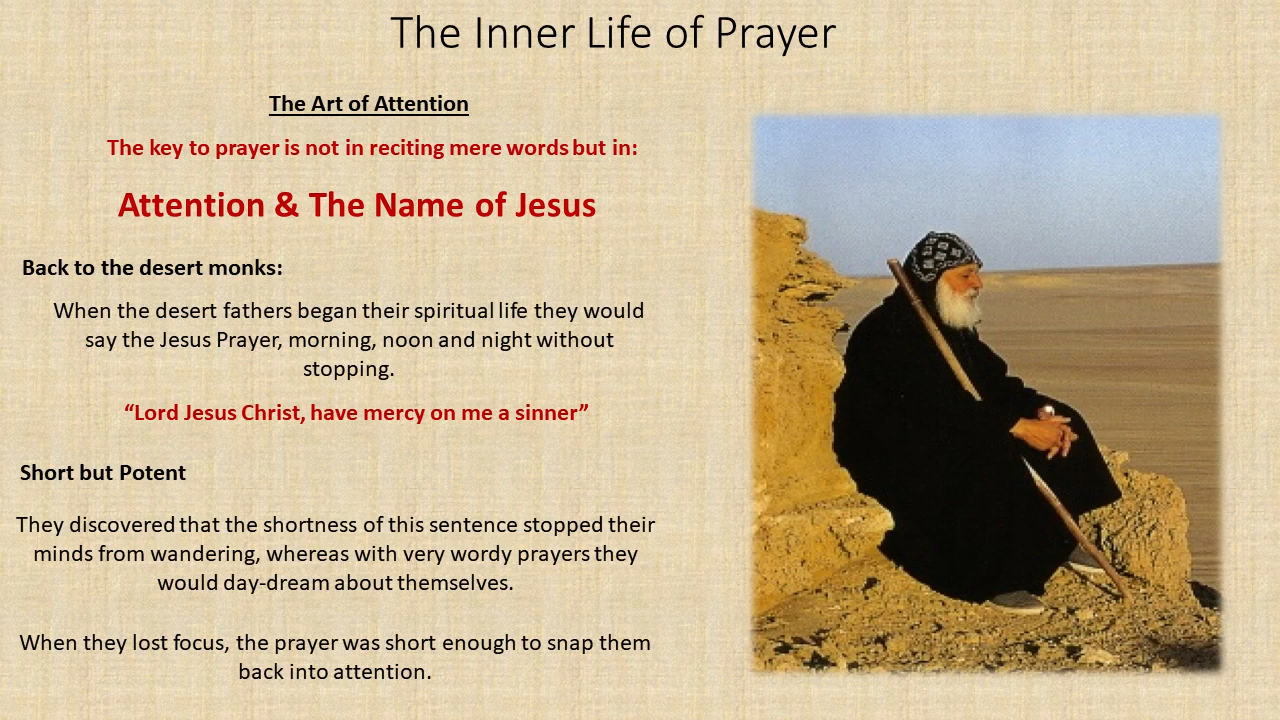 The Inner Life of Prayer
The Art of Attention
The key to prayer is not in reciting mere words but in:
Attention & The Name of Jesus
Back to the desert monks:
When the desert fathers began their spiritual life they would
say the Jesus Prayer, morning, noon and night without
stopping.
“Lord Jesus Christ, have mercy on me a sinner”
Short but Potent
They discovered that the shortness of this sentence stopped their
minds from wandering, whereas with very wordy prayers they
would day-dream about themselves.
When they lost focus, the prayer was short enough to snap them
back into attention.